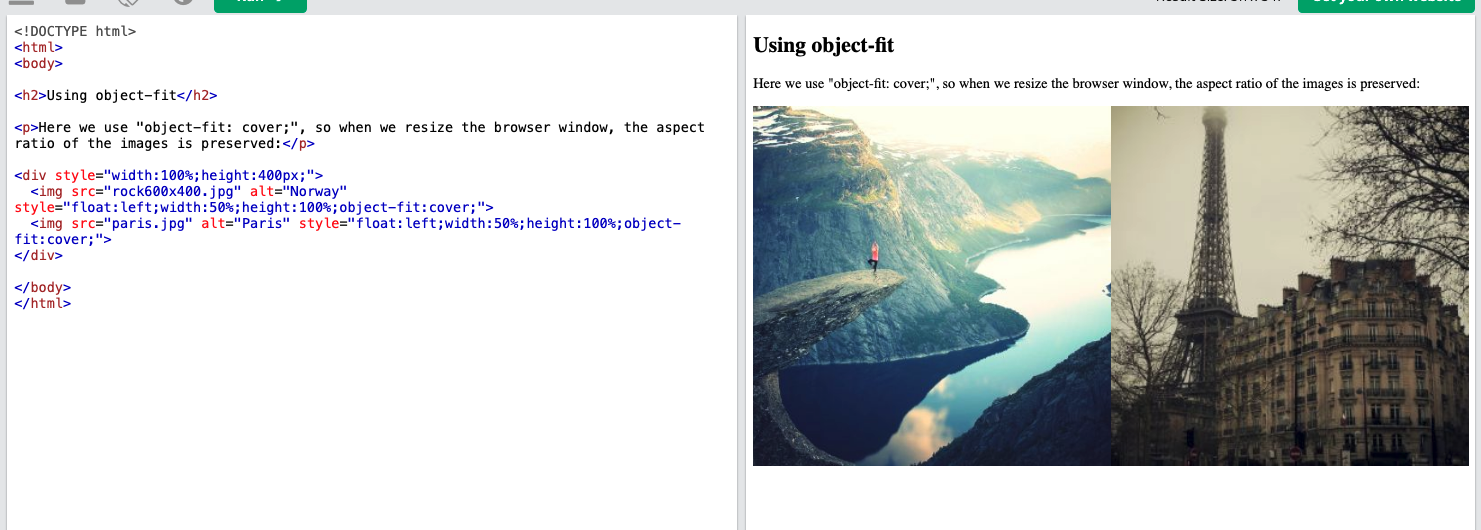 <!DOCTYPE html>
<html>
<body>
<h2>Using object-fit</h2>
<p>Here we use "object-fit: cover;", so when we resize the browser window, the aspect
ratio of the images is preserved:</p>
<div style="width:100%;height:400px;">
<img src="rock600x400.jpg" alt="Norway"
style="float:left;width:50%;height:100%;object-fit:cover;">
<img src="paris.jpg" alt="Paris" style="float:left;width:50%;height:100%;object-
fit:cover;">
</div>
</body>
</html>
Using object-fit
Here we use "object-fit: cover;", so when we resize the browser window, the aspect ratio of the images is preserved: